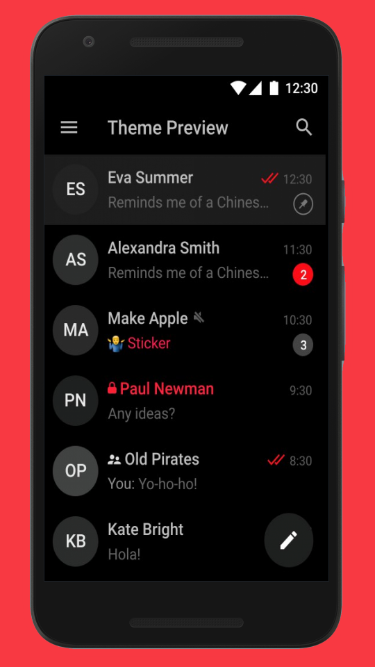 12:30
Theme Preview
ES
Eva Summer
12:30
Reminds me of a Chines...
AS
Alexandra Smith
11:30
Reminds me of a Chines...
2
MA
Make Apple
10:30
Sticker
3
PN
Paul Newman
9:30
Any ideas?
OP
Old Pirates
8:30
You: Yo-ho-ho!
KB
Kate Bright
Hola!